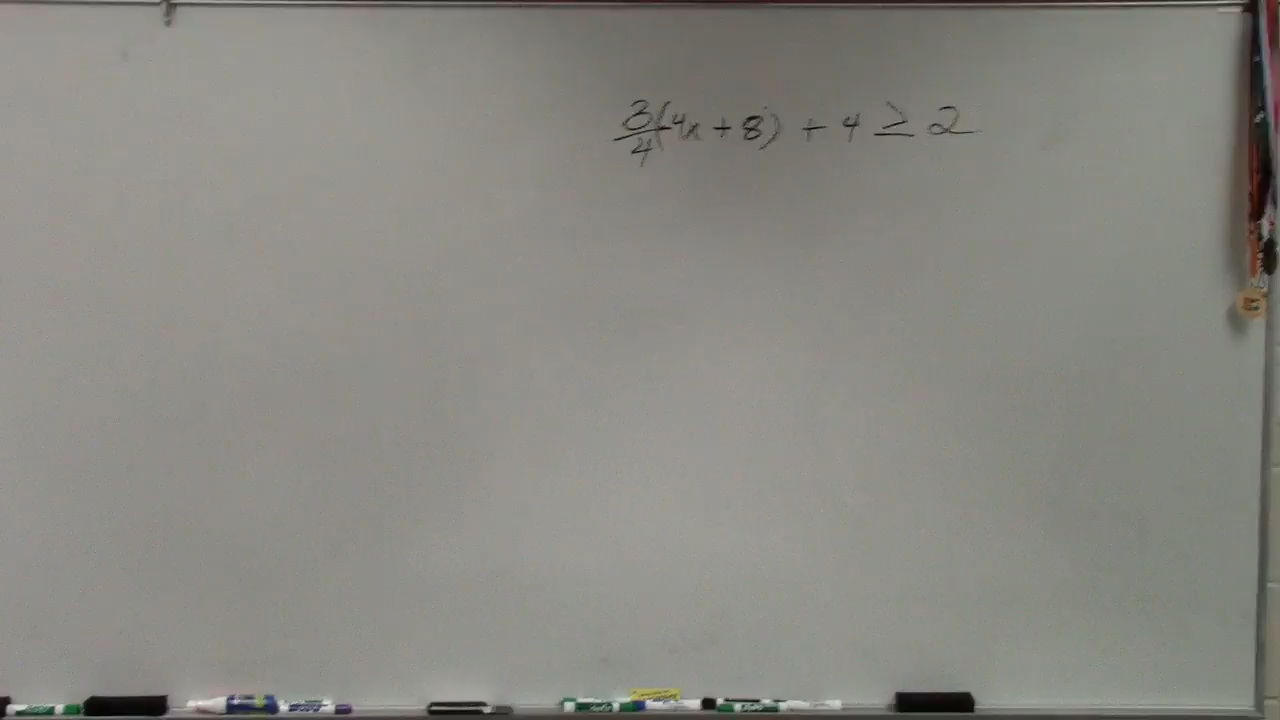 3/4(4x + 8) + 4 ≥ 2